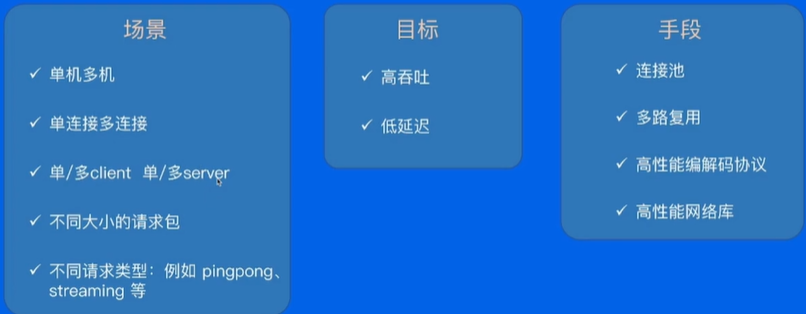 场景
✓ 单机多机
✓ 单连接多连接
✓ 单/多client 单/多server
✓ 不同大小的请求包
✓ 不同请求类型：例如 pingpong、
streaming 等
目标
✓ 高吞吐
✓ 低延迟
手段
✓ 连接池
✓ 多路复用
✓ 高性能编解码协议
✓ 高性能网络库